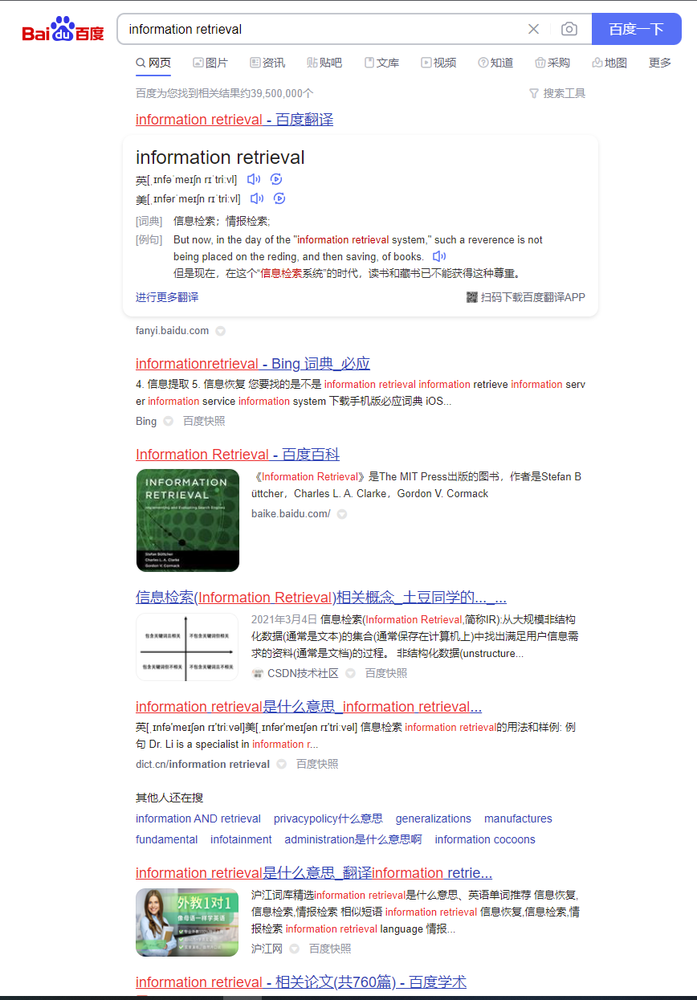 Bai du 百度
information retrieval
百度一下
网页 图片 资讯 贴吧 文库 视频 知道 采购 地图 更多
百度为您找到相关结果约39,500,000个
搜索工具
information retrieval - 百度翻译
information retrieval
英[ˌɪnfəˈmeɪʃn rɪˈtriːvl]
美[ˌɪnfərˈmeɪʃn rɪˈtriːvl]
[词典] 信息检索；情报检索;
[例句] But now, in the day of the "information retrieval system," such a reverence is not
being placed on the reding, and then saving, of books.
但是现在，在这个“信息检索系统”的时代，读书和藏书已不能获得这种尊重。
进行更多翻译
扫码下载百度翻译APP
fanyi.baidu.com
informationretrieval - Bing 词典_必应
4. 信息提取 5. 信息恢复 您要找的是不是 information retrieval information retrieve information serv
er information service information system 下载手机版必应词典 iOS...
Bing 百度快照
Information Retrieval - 百度百科
INFORMATION
RETRIEVAL
Implementing and Evaluating Search Engines
Stefan Büttcher
Charles L. A. Clarke
Gordon V. Cormack
《Information Retrieval》是The MIT Press出版的图书，作者是Stefan B
üttcher，Charles L. A. Clarke，Gordon V. Cormack
baike.baidu.com/
信息检索(Information Retrieval)相关概念_土豆同学的..._...
包含关键词且相关 不包含关键词但相关
包含关键词但不相关 不包含关键词且不相关
2021年3月4日 信息检索(Information Retrieval,简称IR):从大规模非结构
化数据(通常是文本)的集合(通常保存在计算机上)中找出满足用户信息需
求的资料(通常是文档)的过程。 非结构化数据(unstructure...
CSDN技术社区 百度快照
information retrieval是什么意思_information retrieval...
英[ˌɪnfə'meɪʃən rɪ'triːvəl]美[ˌɪnfər'meɪʃən rɪ'triːvəl] 信息检索 information retrieval的用法和样例: 例
句 Dr. Li is a specialist in information r...
dict.cn/information retrieval 百度快照
其他人还在搜
information AND retrieval privacypolicy什么意思 generalizations manufactures
fundamental infotainment administration是什么意思啊 information cocoons
information retrieval是什么意思_翻译information retrie...
外教1对1
像母语一样学英语
沪江词库精选information retrieval是什么意思、英语单词推荐 信息恢复,
信息检索,情报检索 相似短语 information retrieval 信息恢复,信息检索,情
报检索 information retrieval language 情报...
沪江网 百度快照
information retrieval - 相关论文(共760篇) - 百度学术